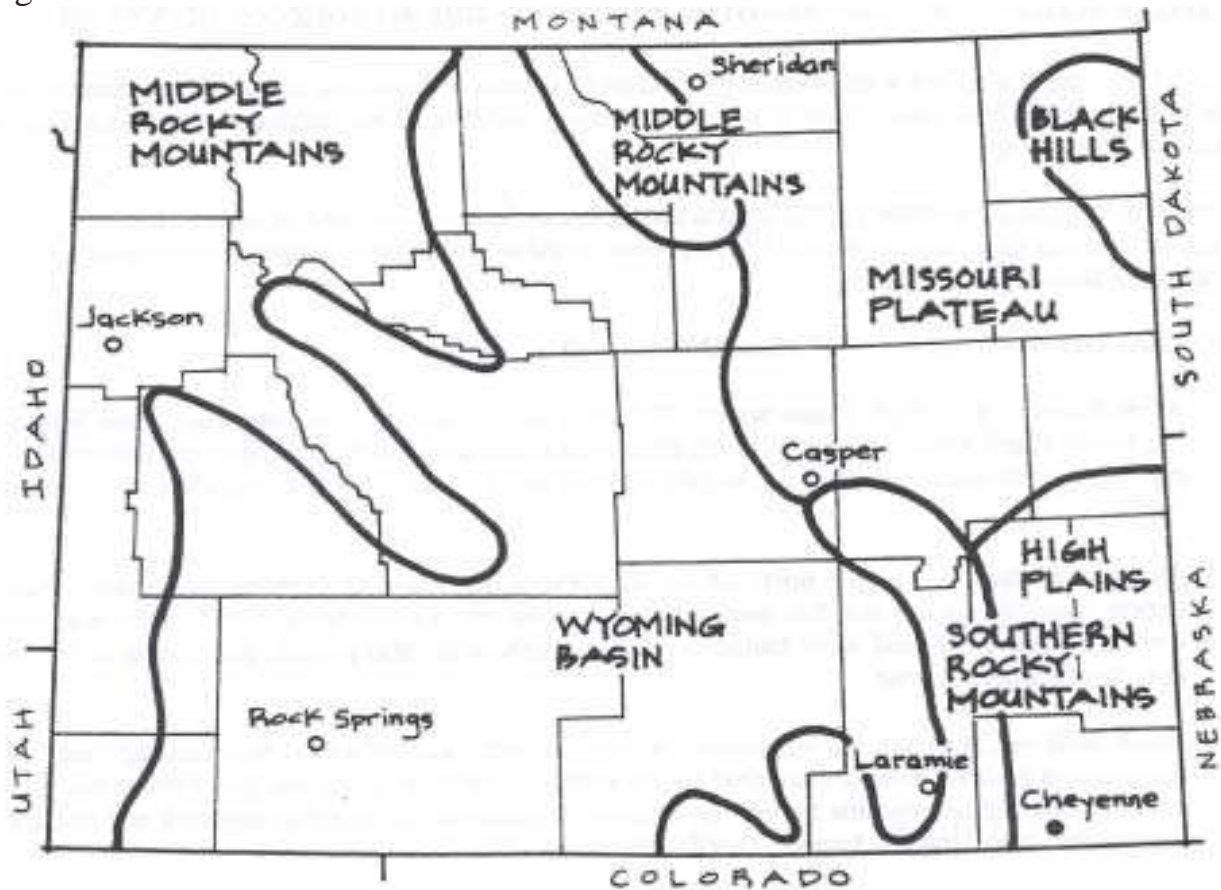 MONTANA
Sheridan
MIDDLE
ROCKY
MOUNTAINS
MIDDLE
ROCKY
MOUNTAINS
BLACK
HILLS
SOUTH DAKOTA
MISSOURI
PLATEAU
Jackson
IDAHO
Casper
HIGH
PLAINS
WYOMING
BASIN
SOUTHERN
ROCKY
MOUNTAINS
NEBRASKA
Rock Springs
UTAH
Laramie
Cheyenne
COLORADO